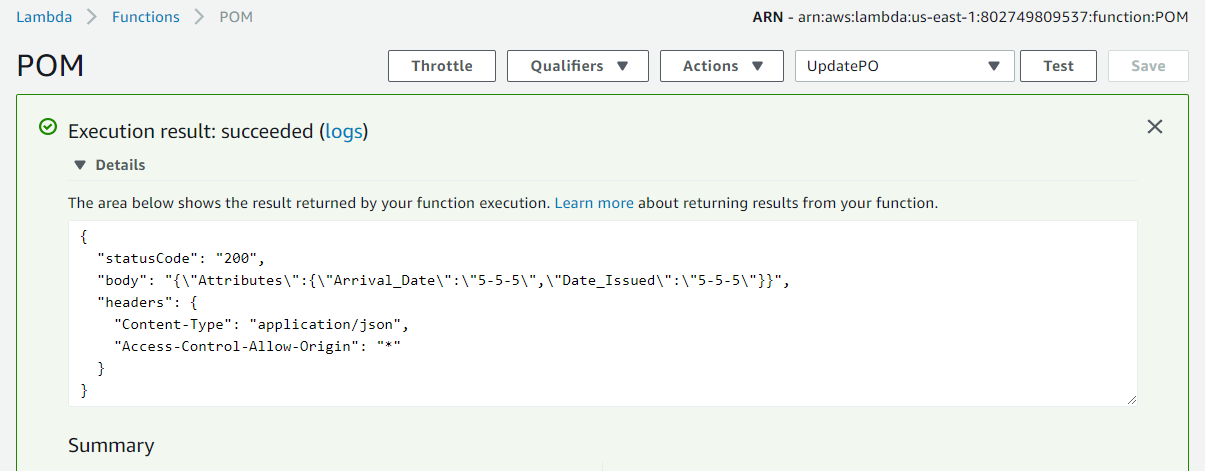 Lambda > Functions > POM ARN - arn:aws:lambda:us-east-1:802749809537:function:POM
POM Throttle Qualifiers Actions UpdatePO Test Save
Execution result: succeeded (logs)
Details
The area below shows the result returned by your function execution. Learn more about returning results from your function.
{
  "statusCode": "200",
  "body": "{\"Attributes\":{\"Arrival_Date\":\"5-5-5\",\"Date_Issued\":\"5-5-5\"}}",
  "headers": {
    "Content-Type": "application/json",
    "Access-Control-Allow-Origin": "*"
  }
}
Summary